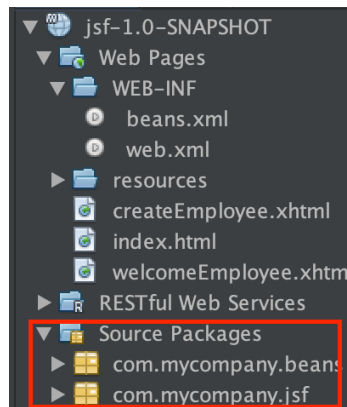 jsf-1.0-SNAPSHOT
Web Pages
WEB-INF
beans.xml
web.xml
resources
createEmployee.xhtml
index.html
welcomeEmployee.xhtm
RESTful Web Services
Source Packages
com.mycompany.beans
com.mycompany.jsf